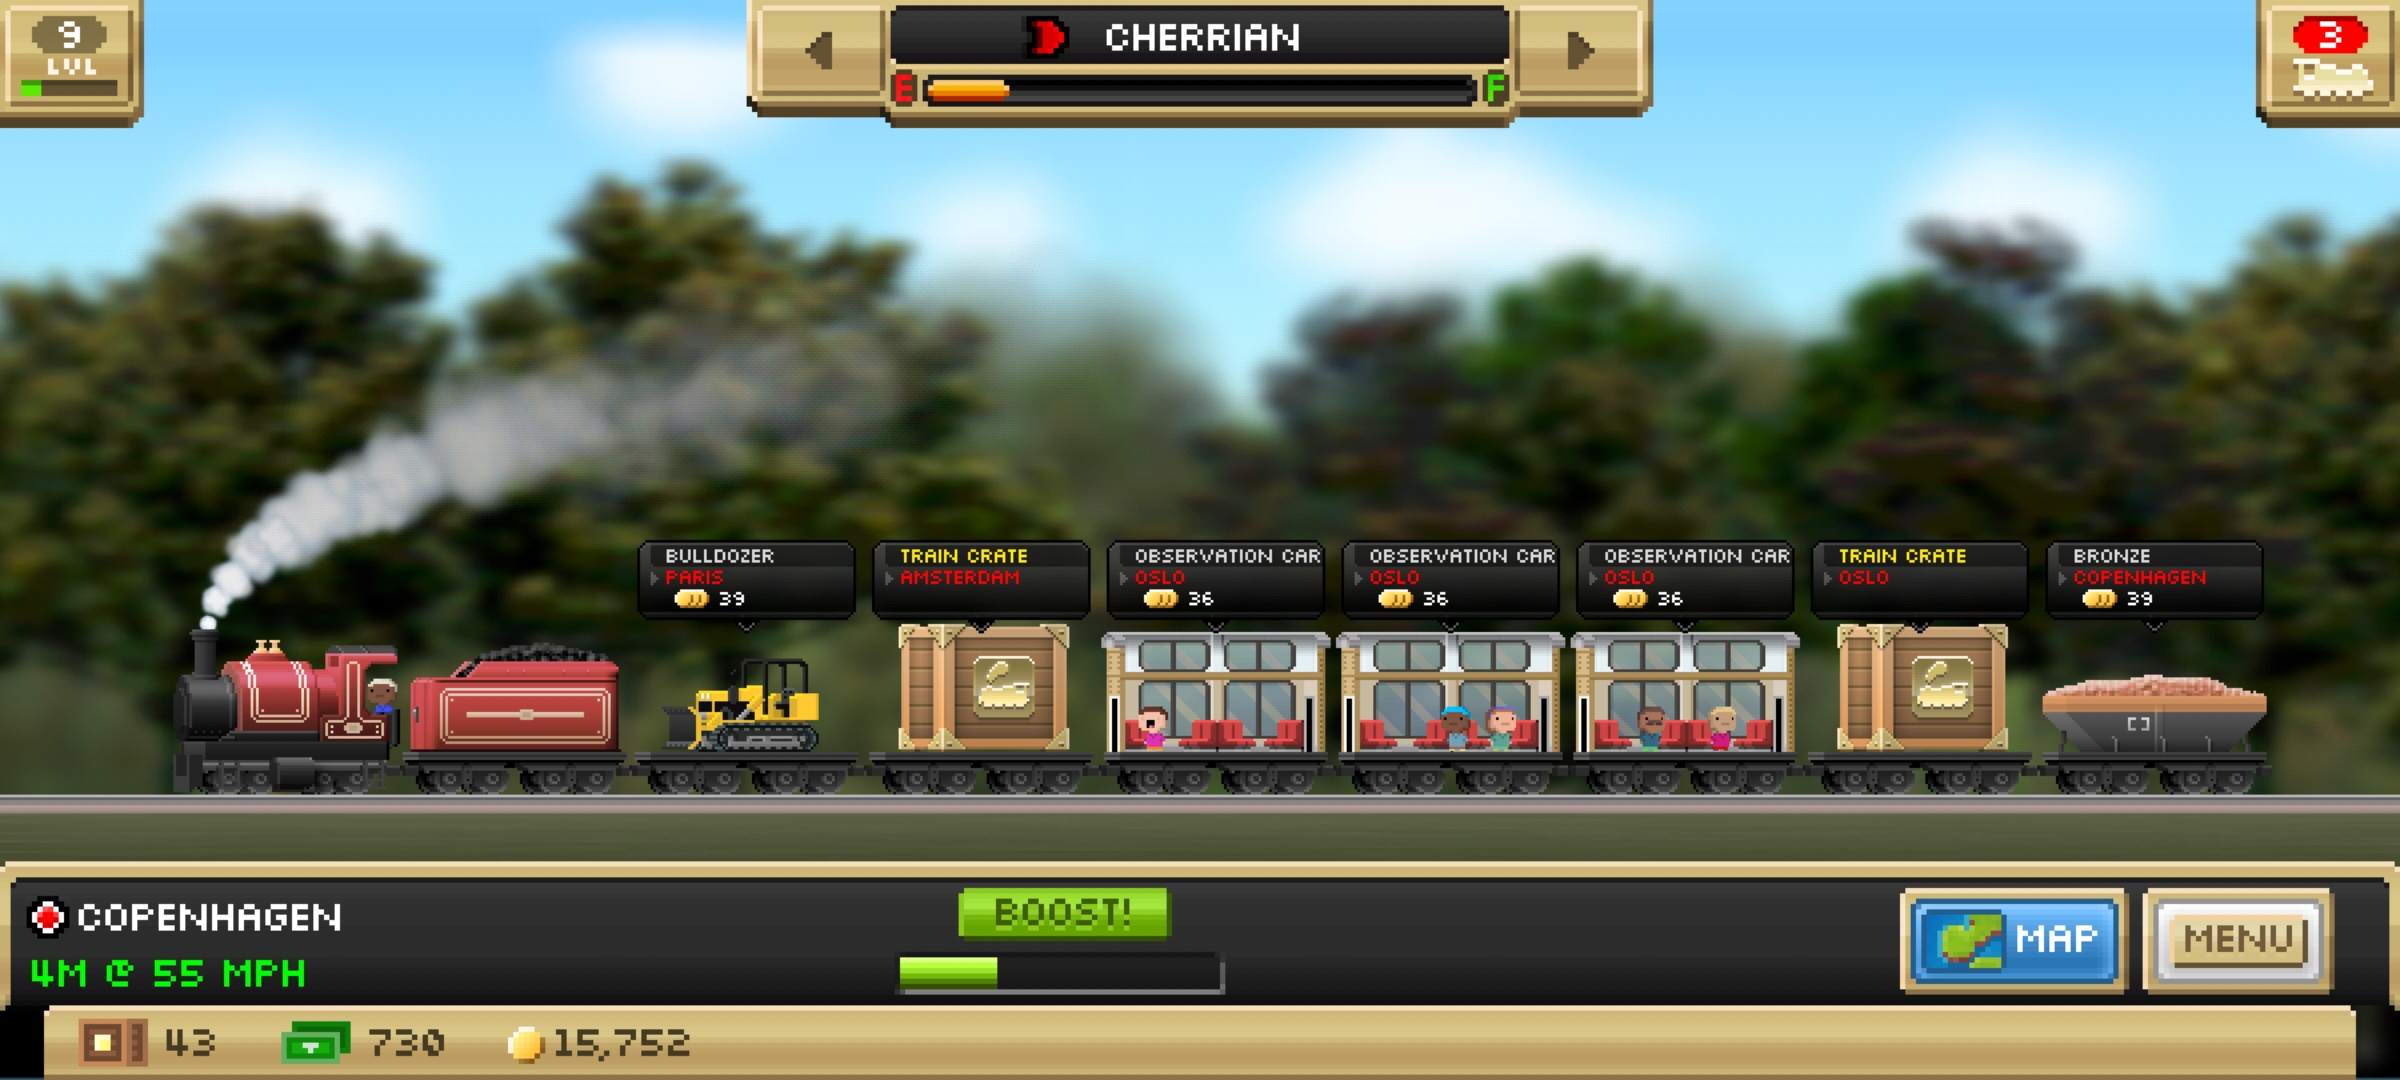 9
LVL
CHERRIAN
E F
3
BULLDOZER
PARIS
39
TRAIN CRATE
AMSTERDAM
OBSERVATION CAR
OSLO
36
OBSERVATION CAR
OSLO
36
OBSERVATION CAR
OSLO
36
TRAIN CRATE
OSLO
BRONZE
COPENHAGEN
39
COPENHAGEN
4M @ 55 MPH
BOOST!
MAP
MENU
43 730 15,752